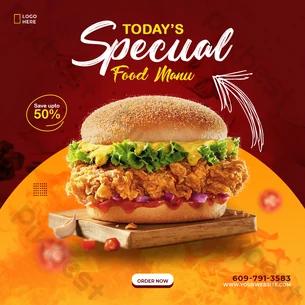 LOGO
HERE
TODAY'S
Specual
Food Manu
Save upto
50%
ORDER NOW
609-791-3583
WWW.YOURWEBSITE.COM